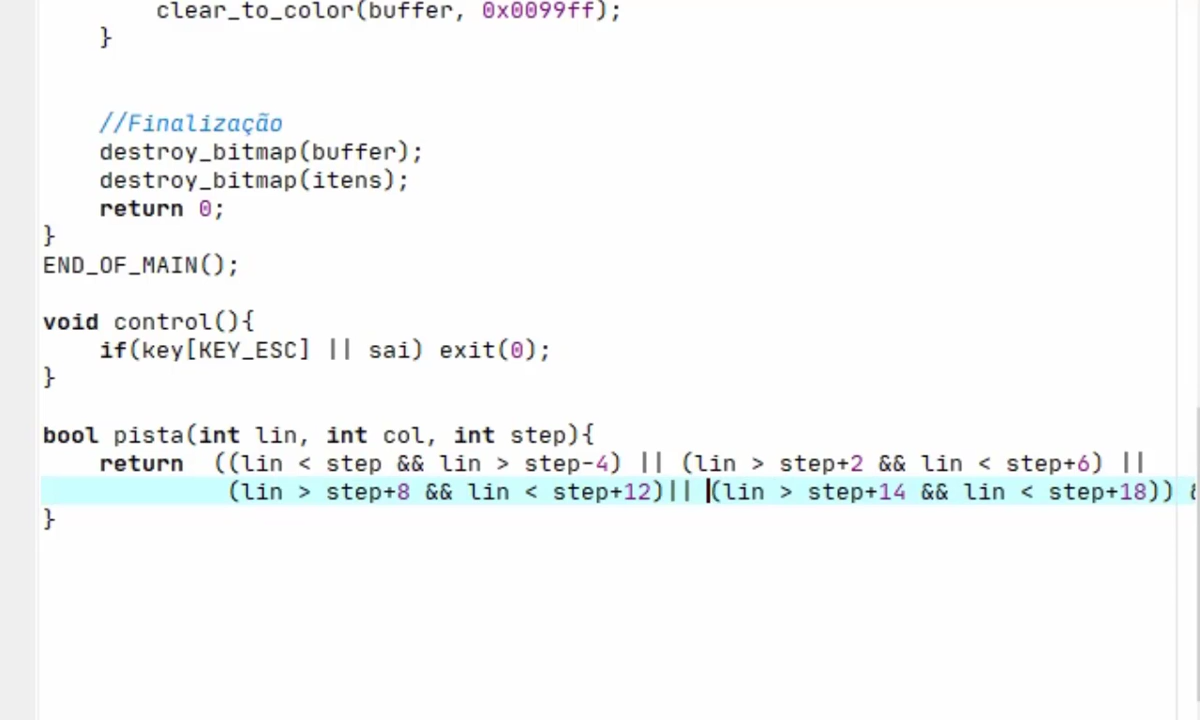 clear_to_color(buffer, 0x0099ff);
}
//Finalização
destroy_bitmap(buffer);
destroy_bitmap(itens);
return 0;
}
END_OF_MAIN();
void control(){
if(key[KEY_ESC] || sai) exit(0);
}
bool pista(int lin, int col, int step){
return  ((lin < step && lin > step-4) || (lin > step+2 && lin < step+6) ||
(lin > step+8 && lin < step+12)|| (lin > step+14 && lin < step+18))
}